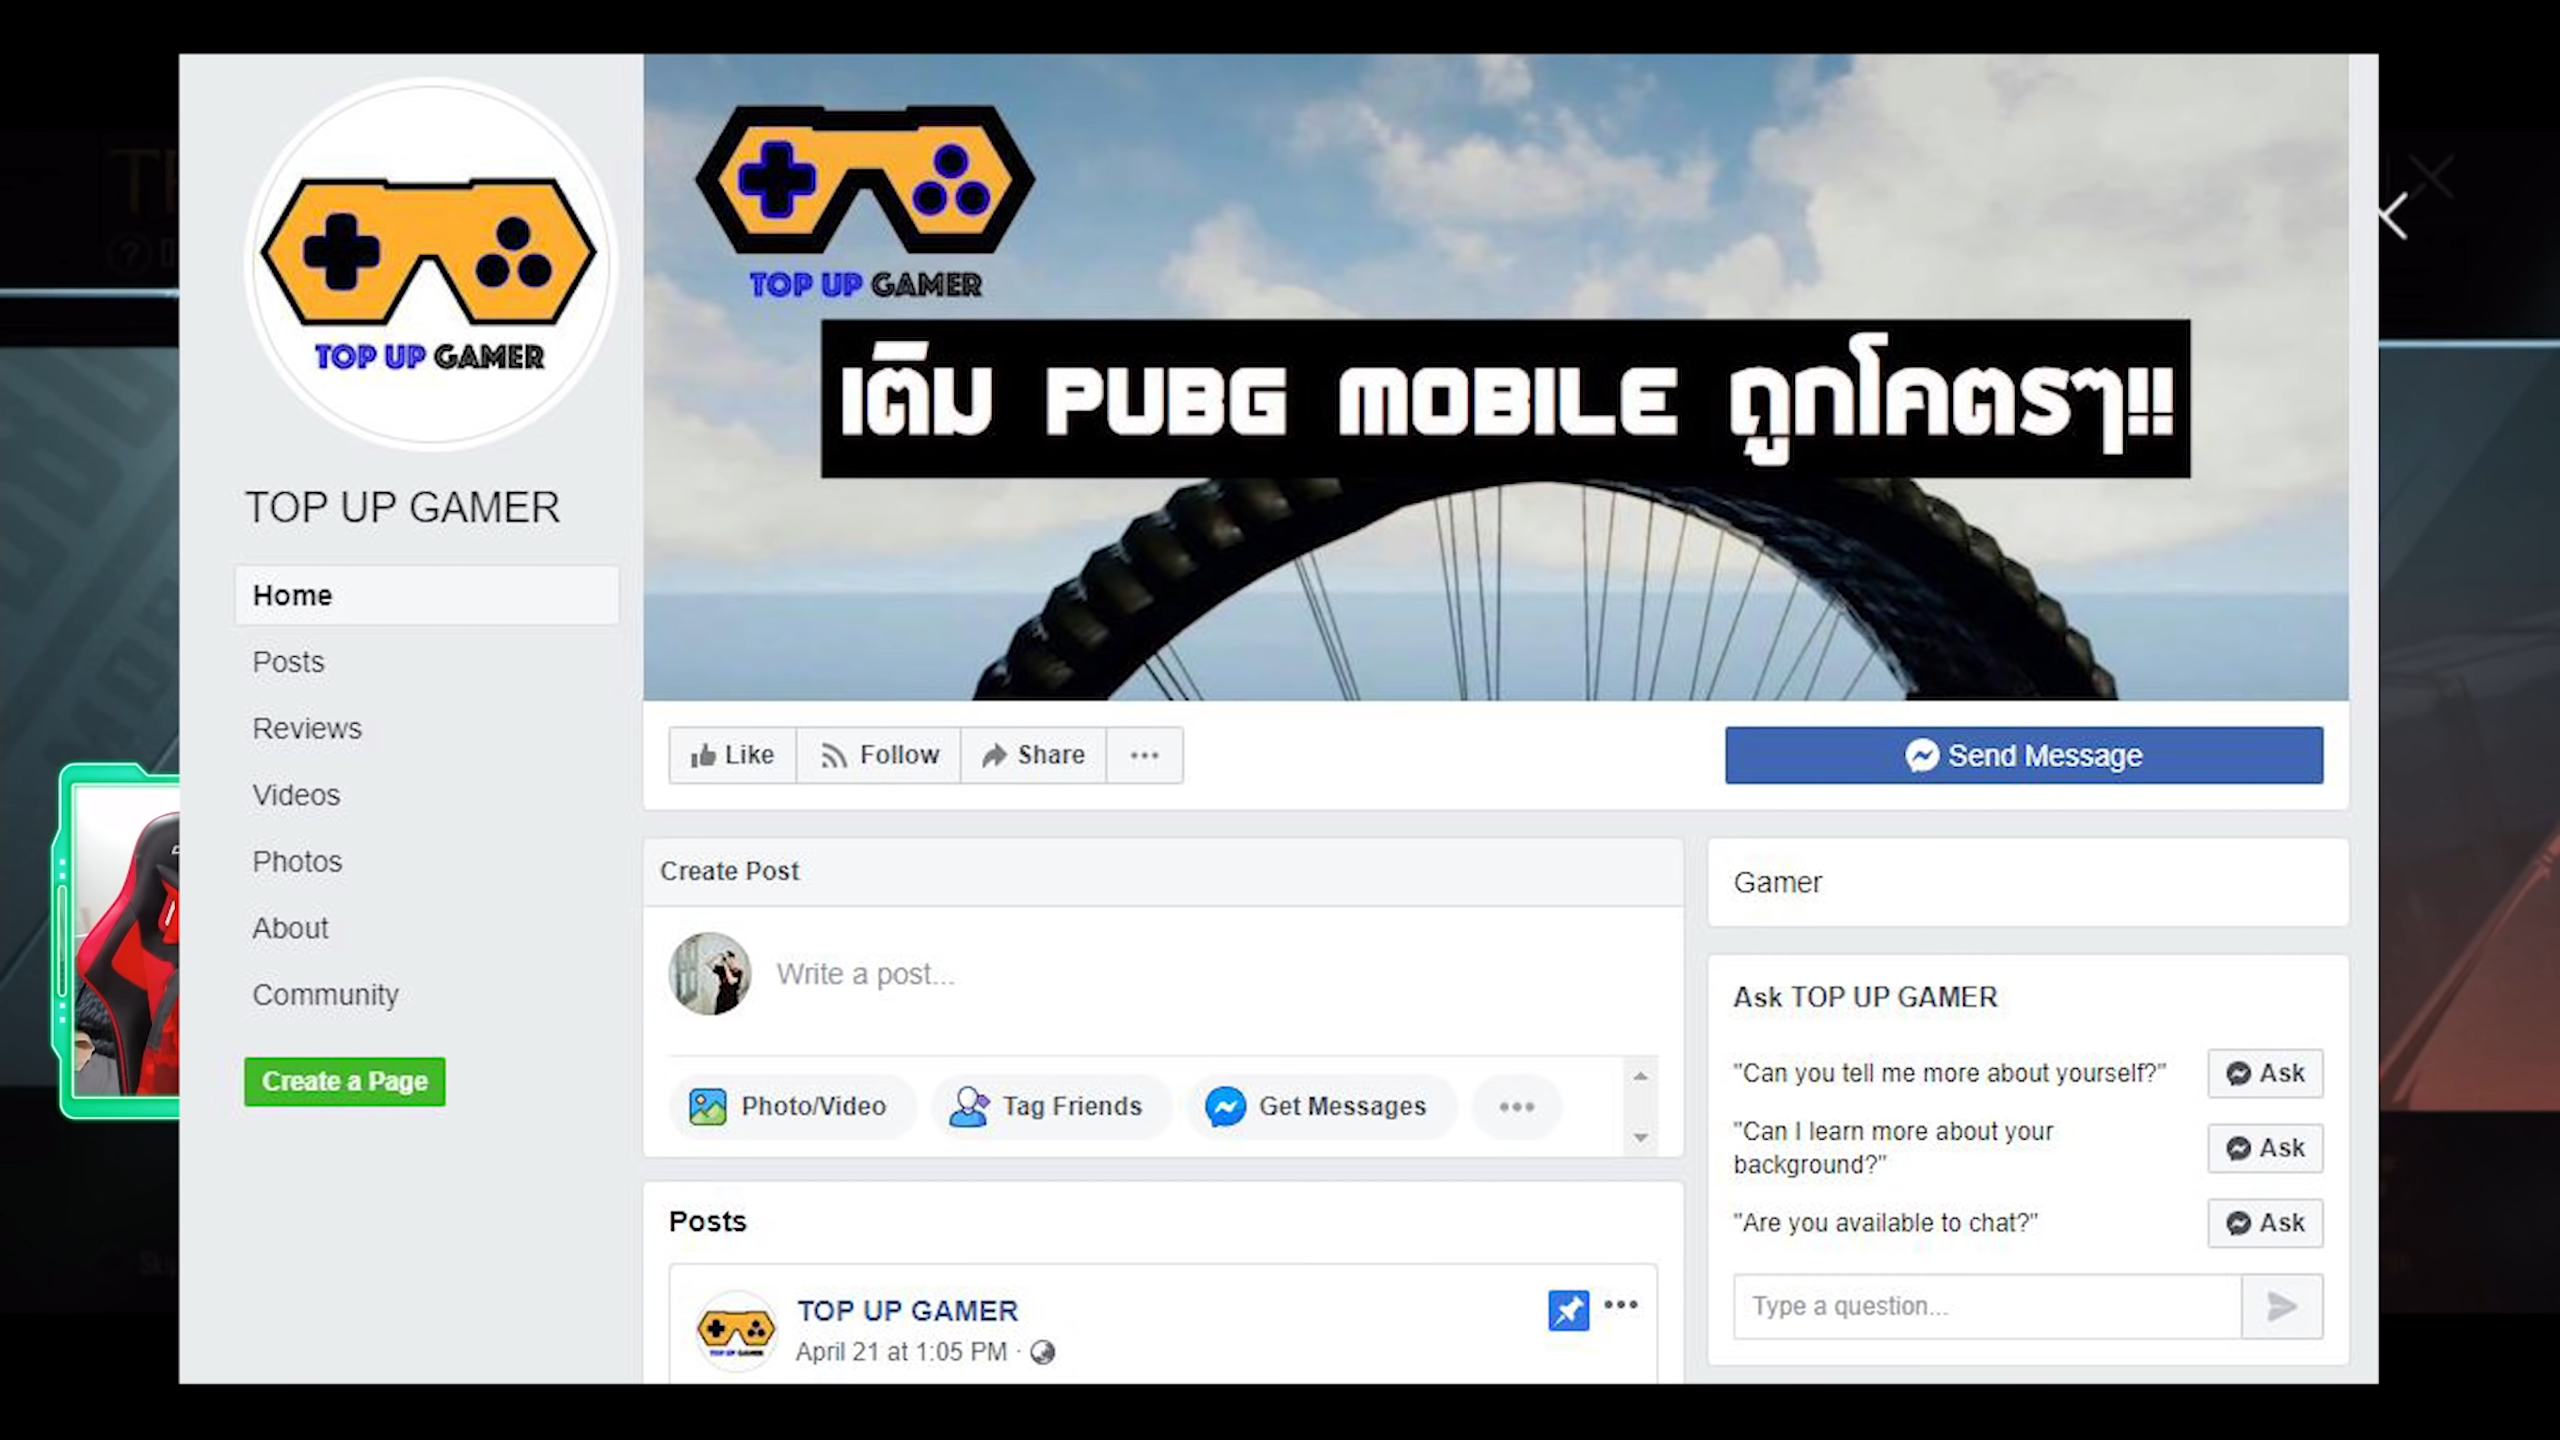 TOP UP GAMER
TOP UP GAMER
Home
Posts
Reviews
Videos
Photos
About
Community
Create a Page
TOP UP GAMER
เติม PUBG MOBILE ถูกโคตรๆ!!
Like
Follow
Share
Send Message
Create Post
Write a post...
Photo/Video
Tag Friends
Get Messages
Posts
TOP UP GAMER
April 21 at 1:05 PM ·
Gamer
Ask TOP UP GAMER
"Can you tell me more about yourself?"
Ask
"Can I learn more about your
background?"
Ask
"Are you available to chat?"
Ask
Type a question...